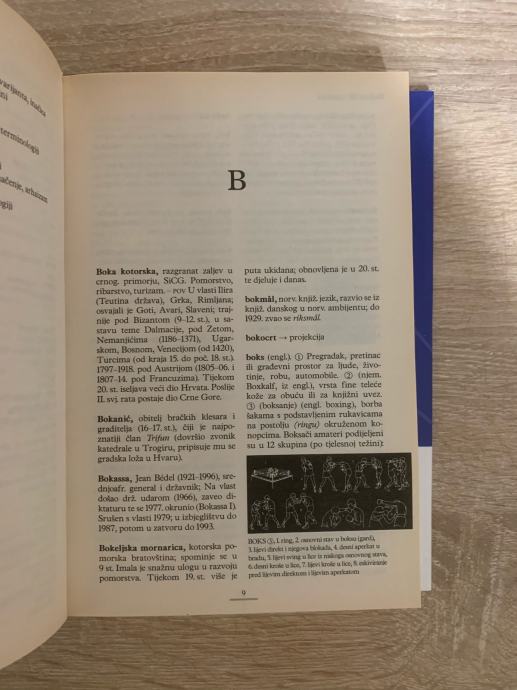 varijanta, inačica
terminologiji
značenje, arhaizam
B
Boka kotorska, razgranat zaljev u
crnog. primorju, SiCG. Pomorstvo,
ribarstvo, turizam. – POV U vlasti Ilira
(Teutina država), Grka, Rimljana;
osvajali je Goti, Avari, Slaveni; traj-
nije pod Bizantom (9–12. st.), u sa-
stavu teme Dalmacije, pod Zetom,
Nemanjićima (1186–1371), Ugar-
skom, Bosnom, Venecijom (od 1420),
Turcima (od kraja 15. do poč. 18. st.).
1797–1918. pod Austrijom (1805–06. i
1807–14. pod Francuzima). Tijekom
20. st. iseljava veći dio Hrvata. Poslije
II. svj. rata postaje dio Crne Gore.
Bokanić, obitelj bračkih klesara i
graditelja (16–17. st.), čiji je najpo-
znatiji član Trifun (dovršio zvonik
katedrale u Trogiru, pripisuje mu se
gradska loža u Hvaru).
Bokassa, Jean Bédel (1921–1996), sre-
dnjoafr. general i državnik; Na vlast
došao drž. udarom (1966), zaveo di-
ktaturu te se 1977. okrunio (Bokassa I).
Srušen s vlasti 1979; u izbjeglištvu do
1987, potom u zatvoru do 1993.
Bokeljska mornarica, kotorska po-
morska bratovština; spominje se u
9 st. Imala je snažnu ulogu u razvoju
pomorstva. Tijekom 19. st. više je
puta ukidana; obnovljena je u 20. st.
te djeluje i danas.
bokmål, norv. knjiž. jezik, razvio se iz
knjiž. danskog u norv. ambijentu; do
1929. zvao se riksmål.
bokocrt → projekcija
boks (engl.). ① Pregradak, pretinac
ili građevni prostor za ljude, živo-
tinje, robu, automobile. ② (njem.
Boxkalf, iz engl.), vrsta fine teleće
kože za obuću ili za knjižni uvez.
③ (boksanje) (engl. boxing), borba
šakama s podstavljenim rukavicama
na postolju (ringu) okruženom ko-
nopcima. Boksači amateri podijeljeni
su u 12 skupina (po tjelesnoj težini):
BOKS ③, 1. ring, 2. osnovni stav u boksu (gard),
3. lijevi direkt i njegova blokada, 4. desni aperkat u
bradu, 5. lijevi sving u lice iz niskoga osnovnog stava,
6. desni kroše u lice, 7. lijevi kroše u lice, 8. eskiviranje
pred lijevim direktom i lijevim aperkatom
9